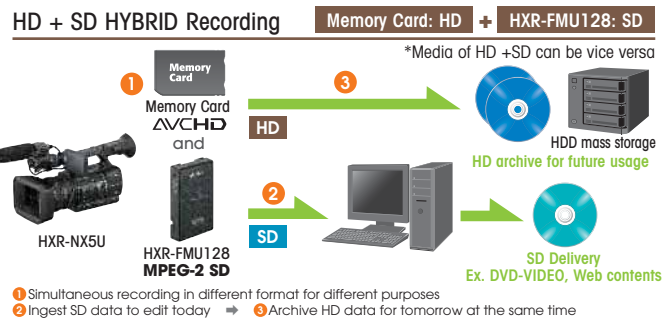 HD + SD HYBRID Recording
Memory Card: HD + HXR-FMU128: SD
*Media of HD +SD can be vice versa
1
Memory
Card
Memory Card
AVCHD
and
HXR-NX5U
HXR-FMU128
MPEG-2 SD
3
HD
HDD mass storage
HD archive for future usage
2
SD
SD Delivery
Ex. DVD-VIDEO, Web contents
1 Simultaneous recording in different format for different purposes
2 Ingest SD data to edit today ➡ 3 Archive HD data for tomorrow at the same time